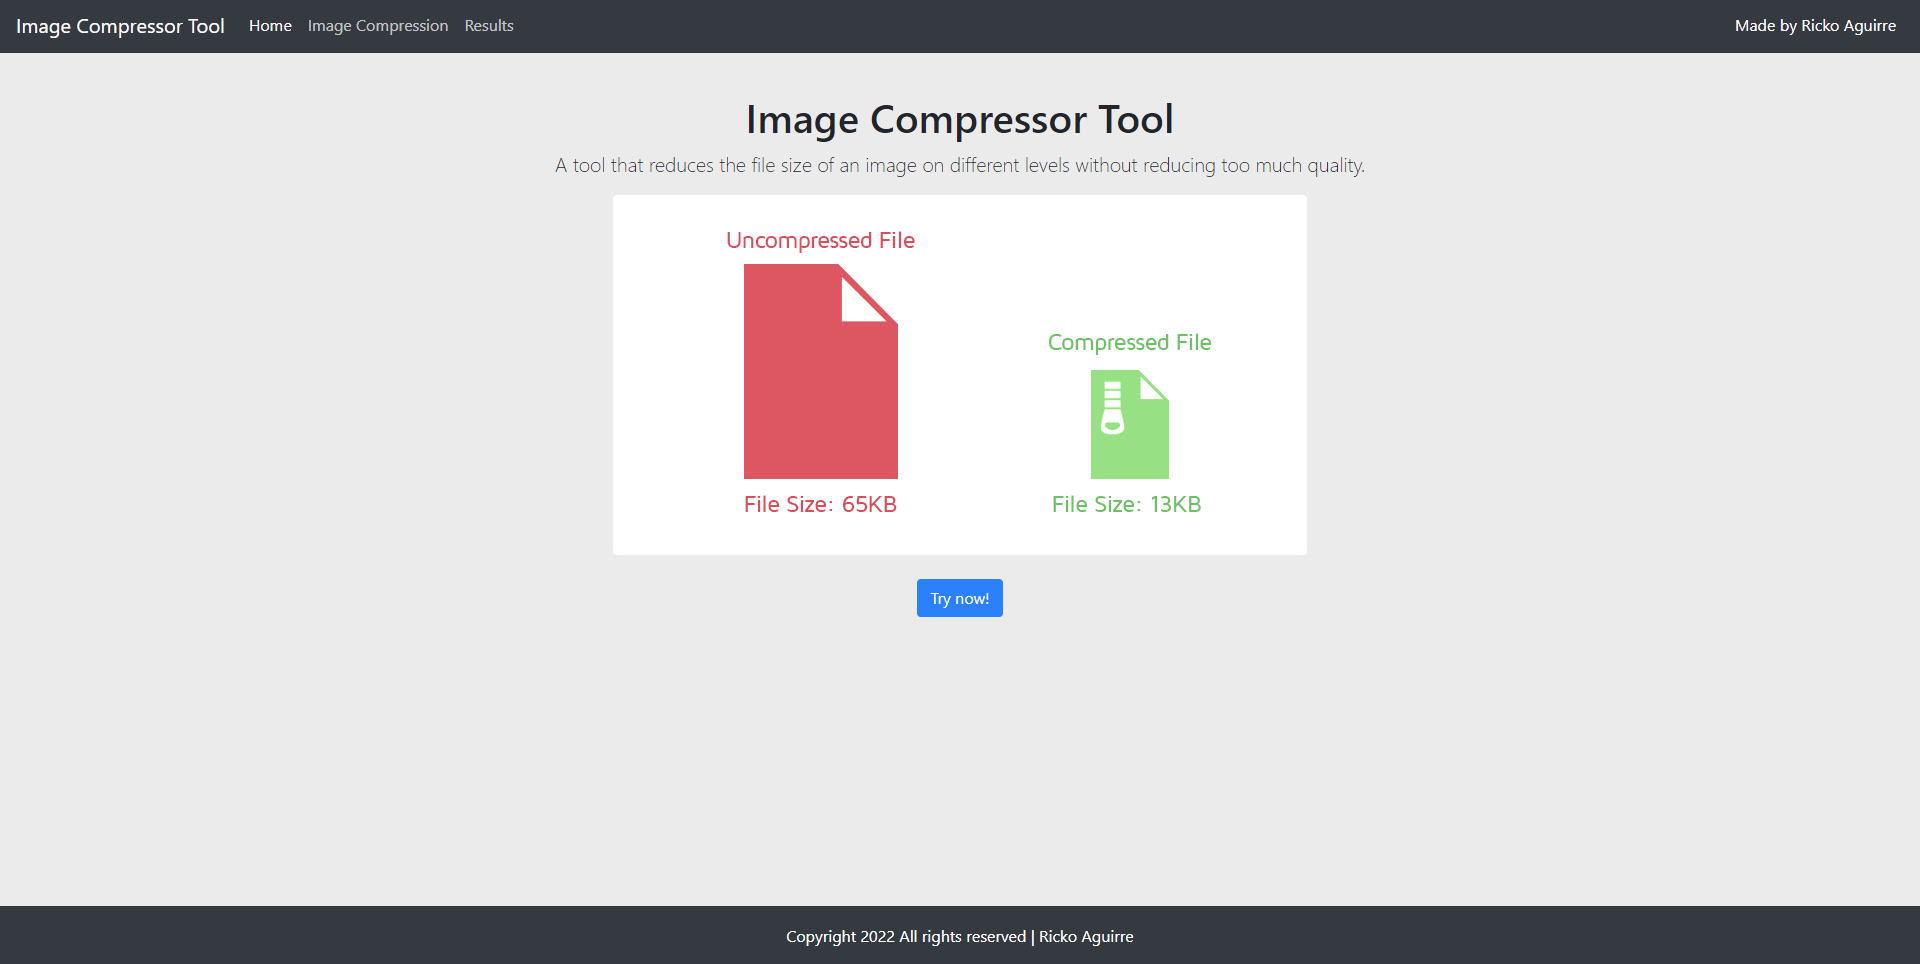 Image Compressor Tool Home Image Compression Results Made by Ricko Aguirre
Image Compressor Tool
A tool that reduces the file size of an image on different levels without reducing too much quality.
Uncompressed File
Compressed File
File Size: 65KB File Size: 13KB
Try now!
Copyright 2022 All rights reserved | Ricko Aguirre